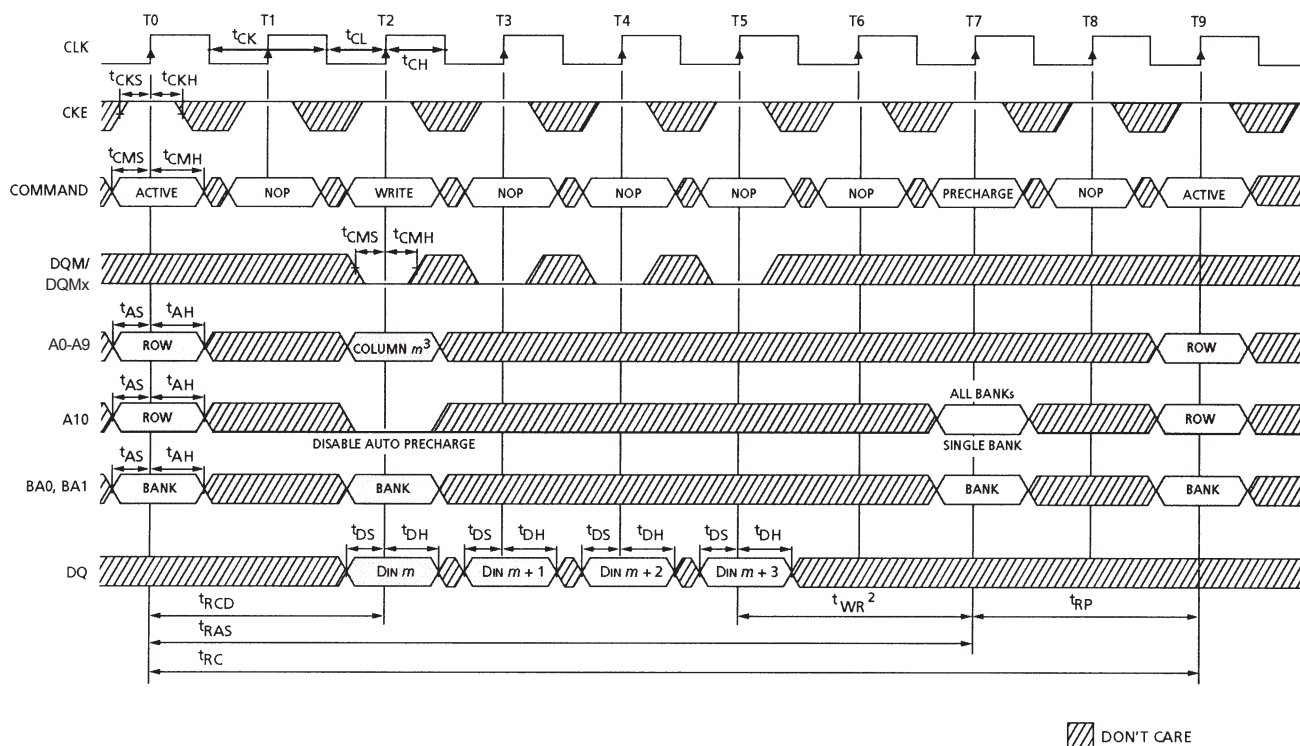 T0 T1 T2 T3 T4 T5 T6 T7 T8 T9
CLK tCK tCL tCH
tCKS tCKH
CKE
tCMS tCMH
COMMAND ACTIVE NOP WRITE NOP NOP NOP NOP PRECHARGE NOP ACTIVE
tCMS tCMH
DQM/
DQMx
tAS tAH
A0-A9 ROW COLUMN m3 ROW
tAS tAH ALL BANKs
A10 ROW ROW
DISABLE AUTO PRECHARGE SINGLE BANK
tAS tAH
BA0, BA1 BANK BANK BANK BANK
tDS tDH tDS tDH tDS tDH tDS tDH
DQ DIN m DIN m + 1 DIN m + 2 DIN m + 3
tRCD tWR2 tRP
tRAS
tRC
DON'T CARE